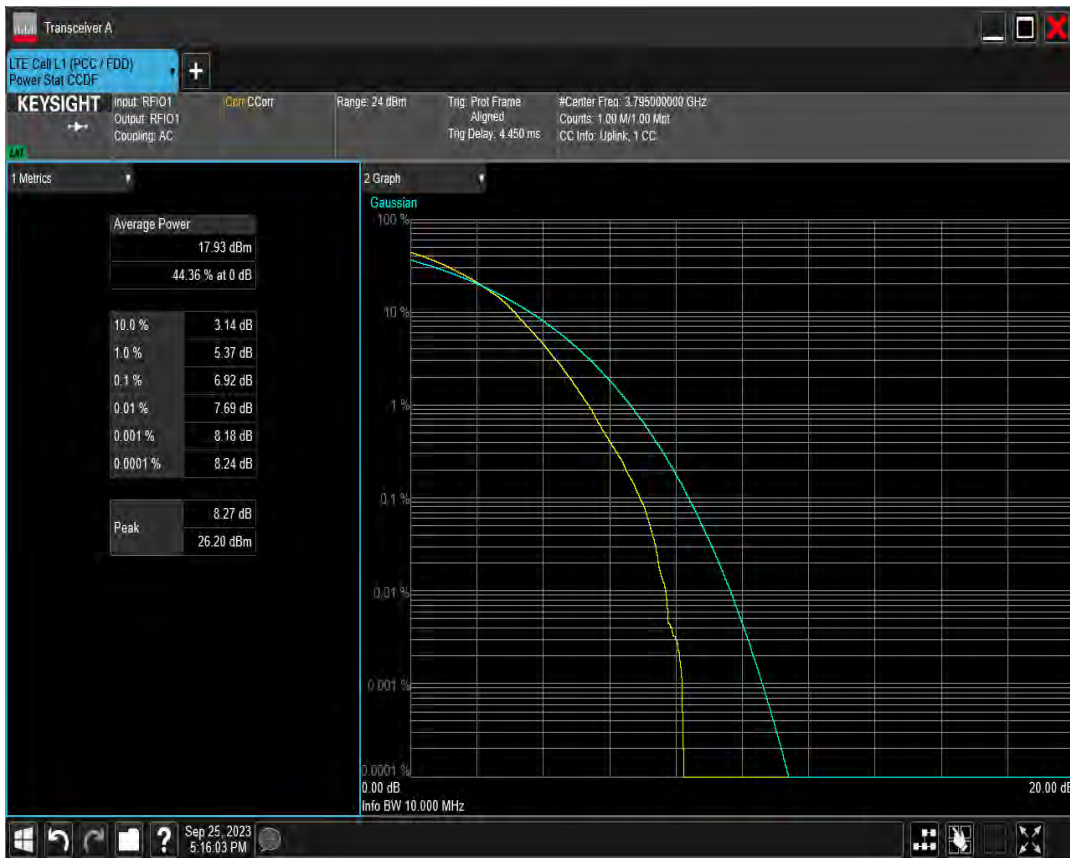 Transceiver A
LTE Cell L1 (PCC / FDD)
Power Stat CCDF
+
KEYSIGHT
Input: RFIO1
Output: RFIO1
Coupling: AC
Corr CCorr
Range: 24 dBm
Trig: Prot Frame
Aligned
Trig Delay: 4.450 ms
#Center Freq: 3.795000000 GHz
Counts: 1.00 M/1.00 Mpt
CC Info: Uplink, 1 CC
1 Metrics
Average Power
17.93 dBm
44.36 % at 0 dB
10.0 % 3.14 dB
1.0 % 5.37 dB
0.1 % 6.92 dB
0.01 % 7.69 dB
0.001 % 8.18 dB
0.0001 % 8.24 dB
Peak
8.27 dB
26.20 dBm
2 Graph
Gaussian
100 %
10 %
1 %
0.1 %
0.01 %
0.001 %
0.0001 %
0.00 dB 20.00 dB
Info BW 10.000 MHz
?
Sep 25, 2023
5:16:03 PM